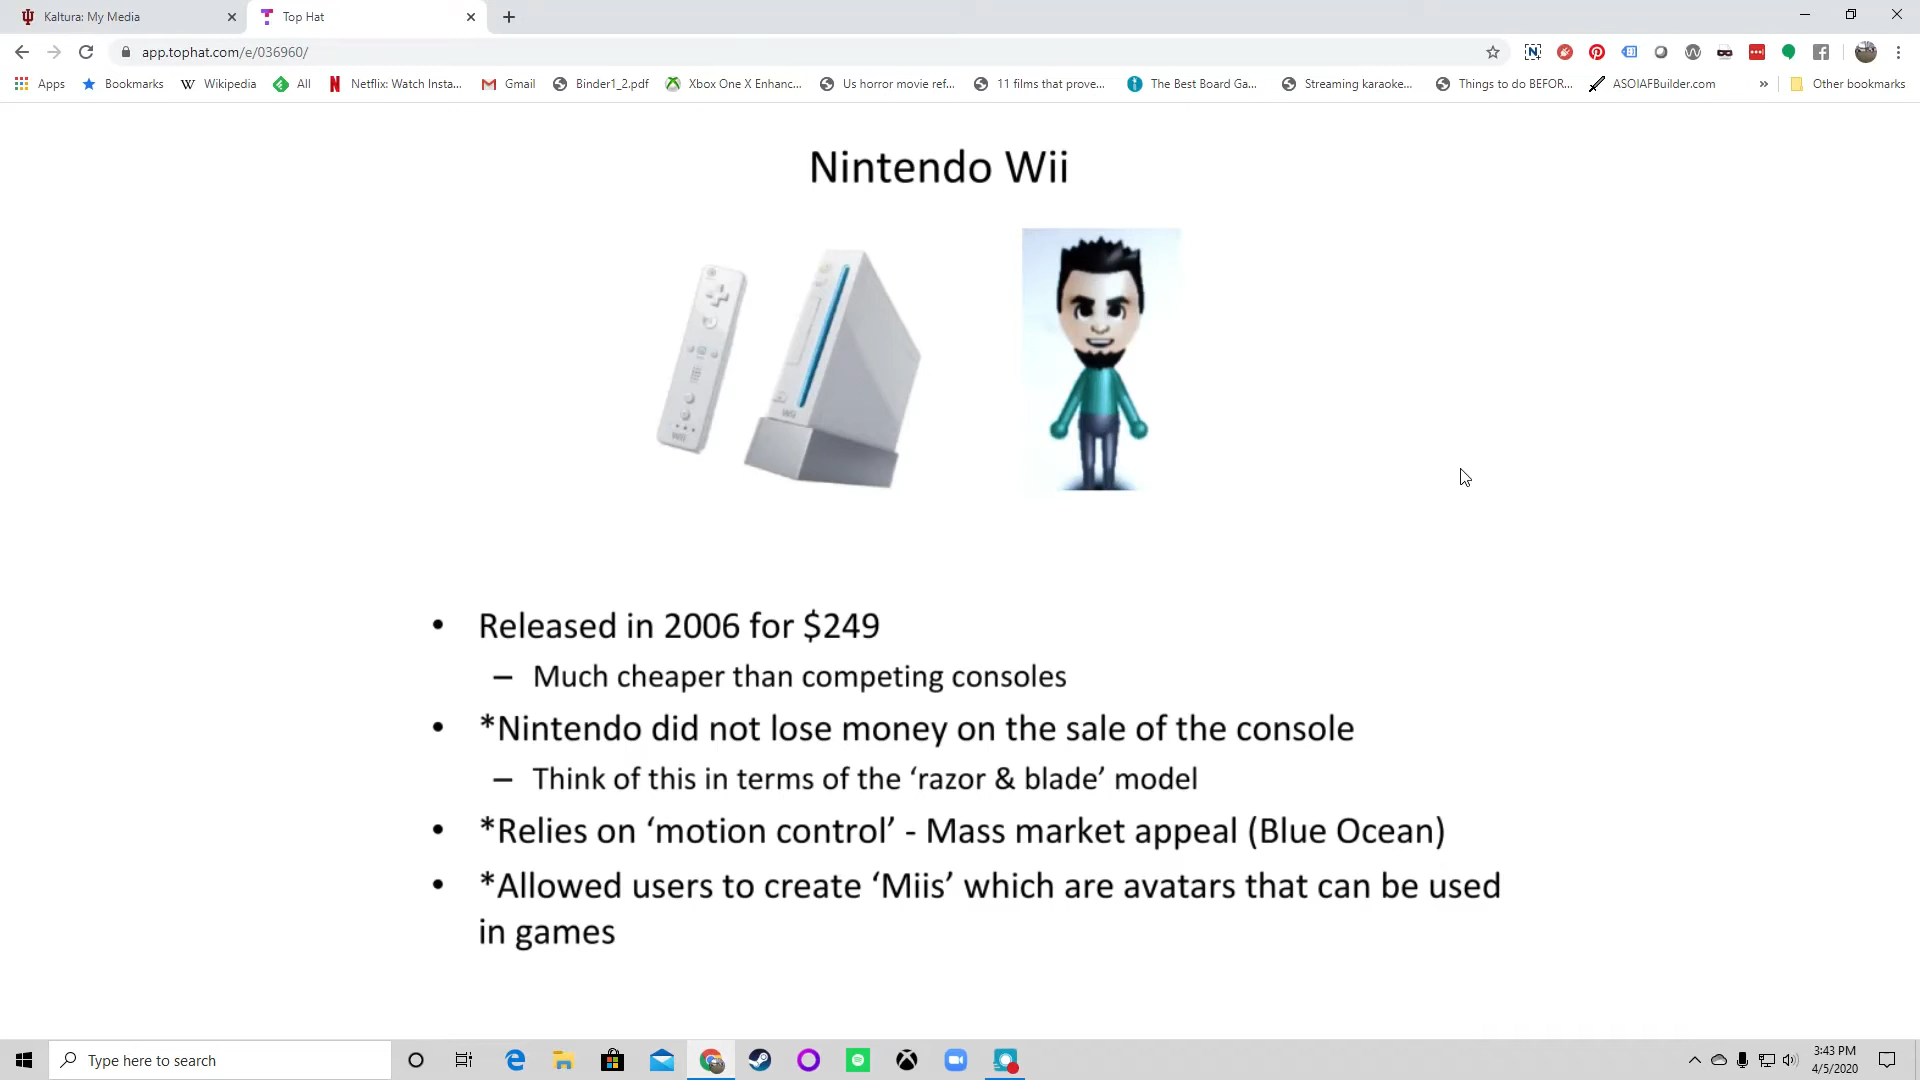 Kaltura: My Media
Top Hat
app.tophat.com/e/036960/
Apps
Bookmarks
Wikipedia
All
Netflix: Watch Insta...
Gmail
Binder1_2.pdf
Xbox One X Enhanc...
Us horror movie ref...
11 films that prove...
The Best Board Ga...
Streaming karaoke...
Things to do BEFOR...
ASOIAFBuilder.com
»
Other bookmarks
Nintendo Wii
Wii
Wii
• Released in 2006 for $249
– Much cheaper than competing consoles
• *Nintendo did not lose money on the sale of the console
– Think of this in terms of the ‘razor & blade’ model
• *Relies on ‘motion control’ - Mass market appeal (Blue Ocean)
• *Allowed users to create ‘Miis’ which are avatars that can be used
in games
Type here to search
3:43 PM
4/5/2020